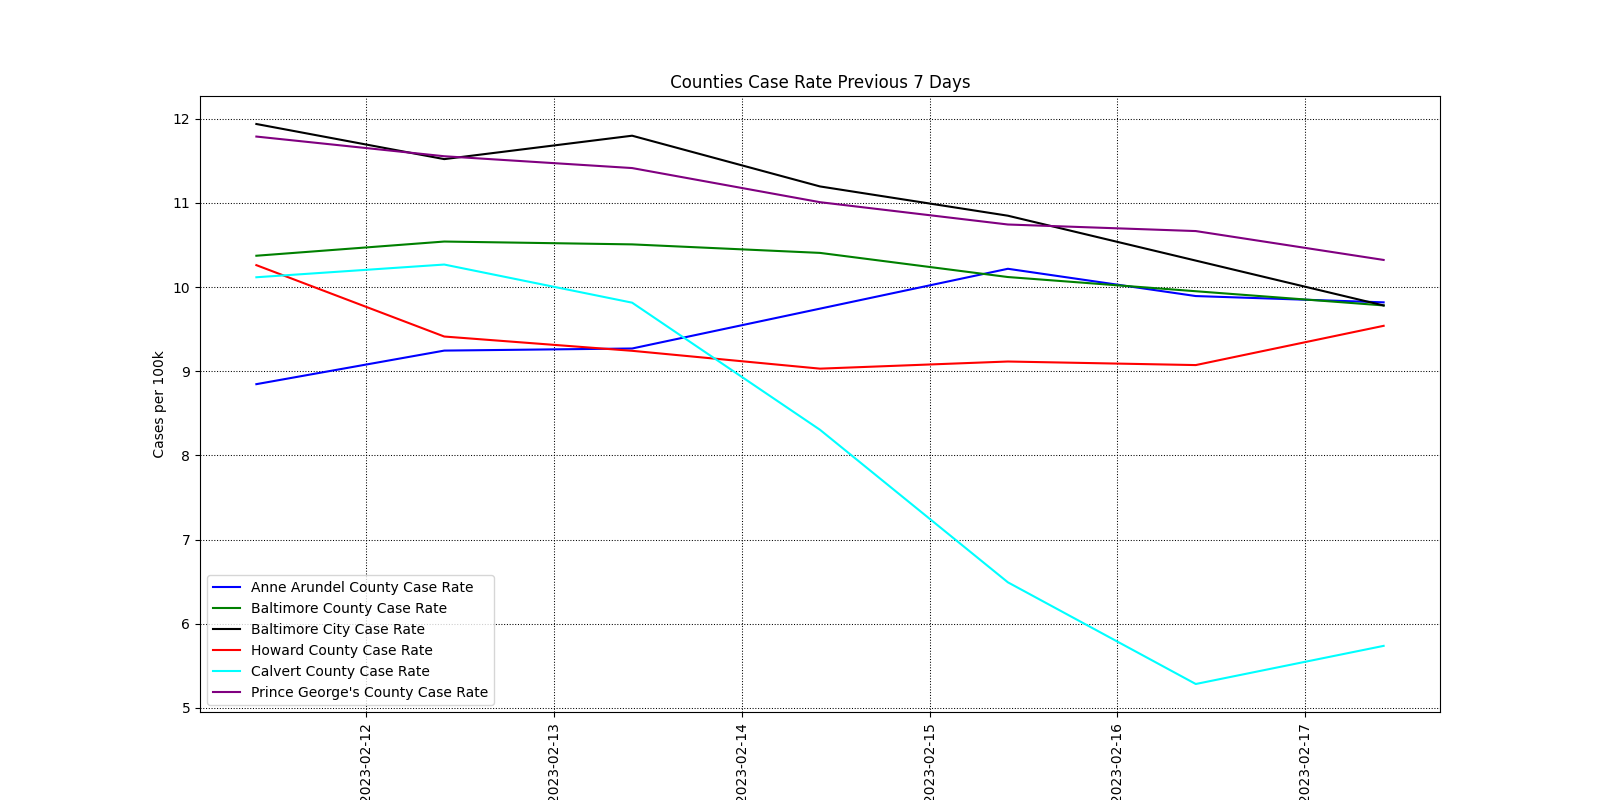 Counties Case Rate Previous 7 Days
Cases per 100k
12
11
10
9
8
7
6
5
Anne Arundel County Case Rate
Baltimore County Case Rate
Baltimore City Case Rate
Howard County Case Rate
Calvert County Case Rate
Prince George's County Case Rate
2023-02-12
2023-02-13
2023-02-14
2023-02-15
2023-02-16
2023-02-17